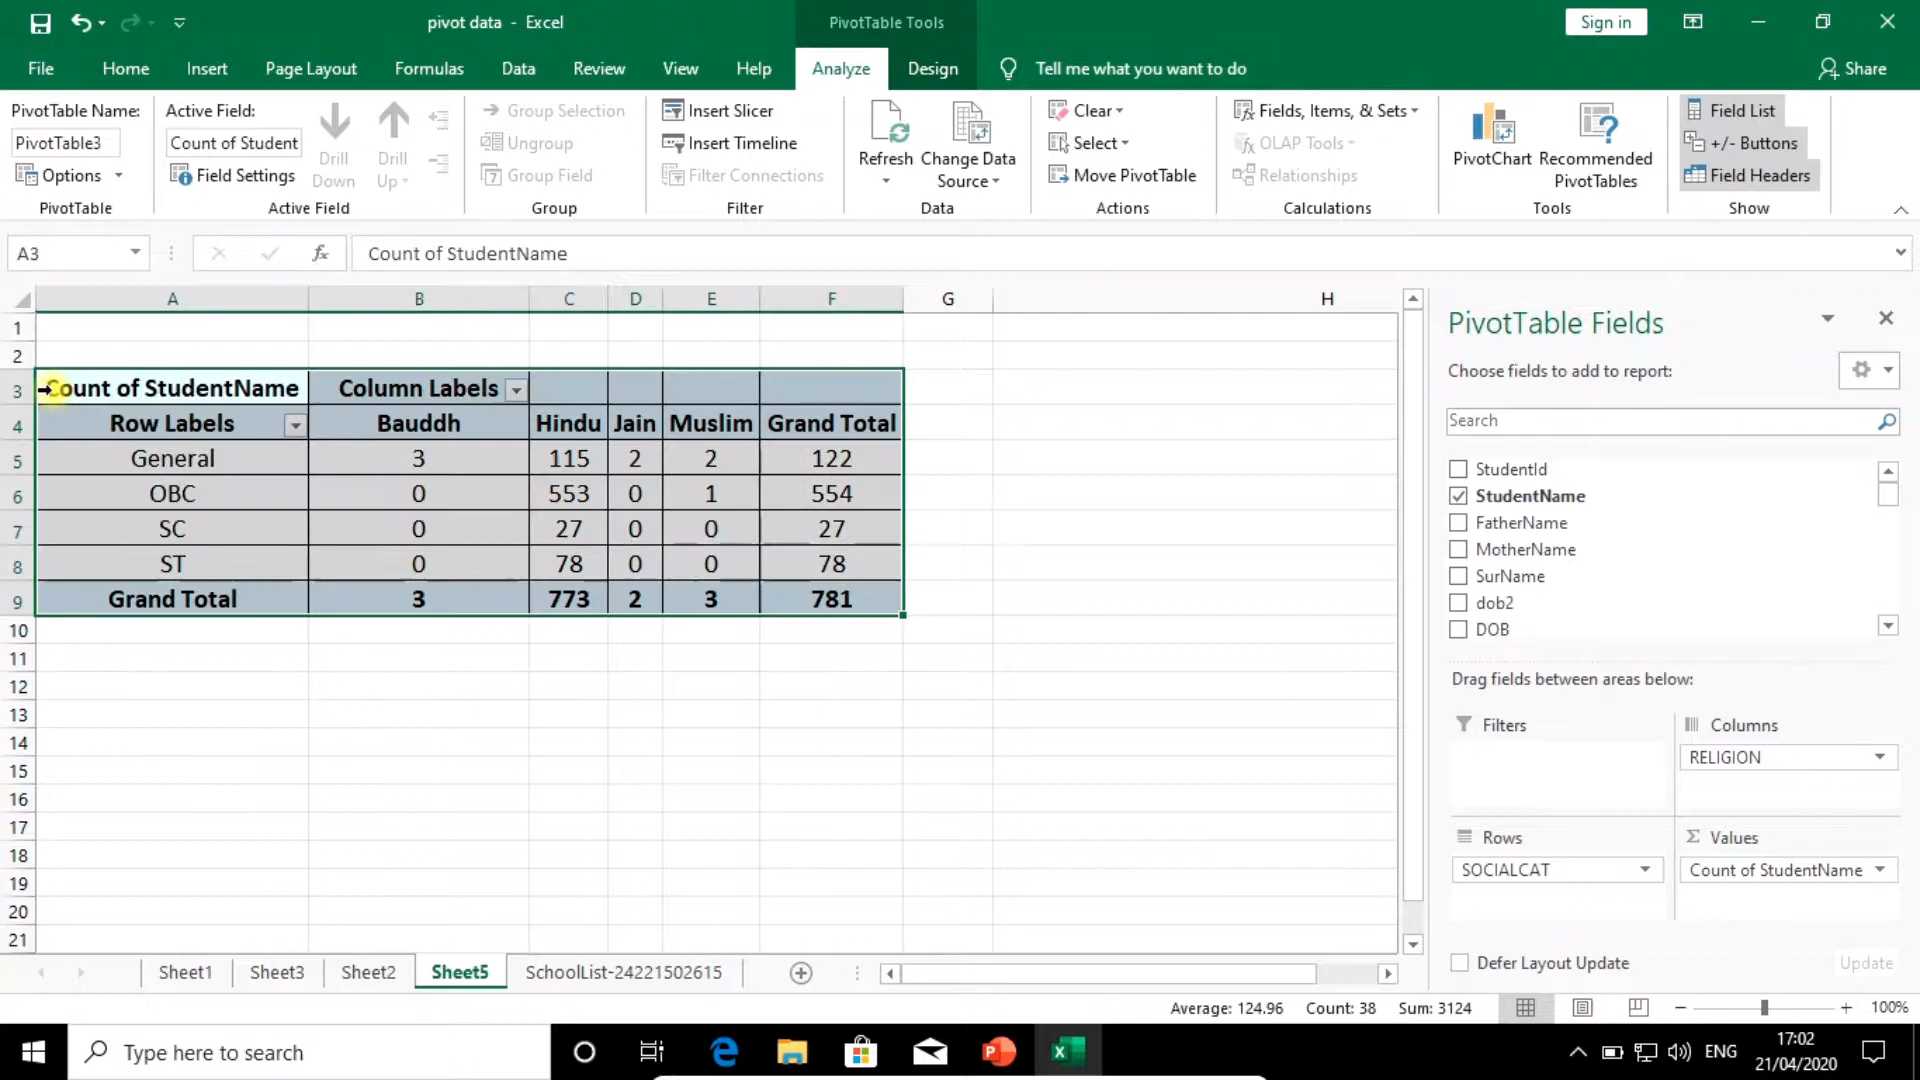 pivot data - Excel
PivotTable Tools
Sign in
File Home Insert Page Layout Formulas Data Review View Help Analyze Design Tell me what you want to do Share
PivotTable Name:
PivotTable3
Options
PivotTable
Active Field:
Count of Student
Field Settings
Drill Down
Drill Up
Active Field
Group Selection
Ungroup
Group Field
Group
Insert Slicer
Insert Timeline
Filter Connections
Filter
Refresh
Change Data Source
Data
Clear
Select
Move PivotTable
Actions
Fields, Items, & Sets
OLAP Tools
Relationships
Calculations
PivotChart
Recommended PivotTables
Tools
Field List
+/- Buttons
Field Headers
Show
A3
fx
Count of StudentName
A B C D E F G H
1
2
3 Count of StudentName Column Labels
4 Row Labels Bauddh Hindu Jain Muslim Grand Total
5 General 3 115 2 2 122
6 OBC 0 553 0 1 554
7 SC 0 27 0 0 27
8 ST 0 78 0 0 78
9 Grand Total 3 773 2 3 781
10
11
12
13
14
15
16
17
18
19
20
21
PivotTable Fields
Choose fields to add to report:
Search
StudentId
StudentName
FatherName
MotherName
SurName
dob2
DOB
Drag fields between areas below:
Filters
Columns
RELIGION
Rows
SOCIALCAT
Values
Count of StudentName
Defer Layout Update
Update
Sheet1 Sheet3 Sheet2 Sheet5 SchoolList-24221502615
Average: 124.96 Count: 38 Sum: 3124
100%
Type here to search
ENG
17:02
21/04/2020